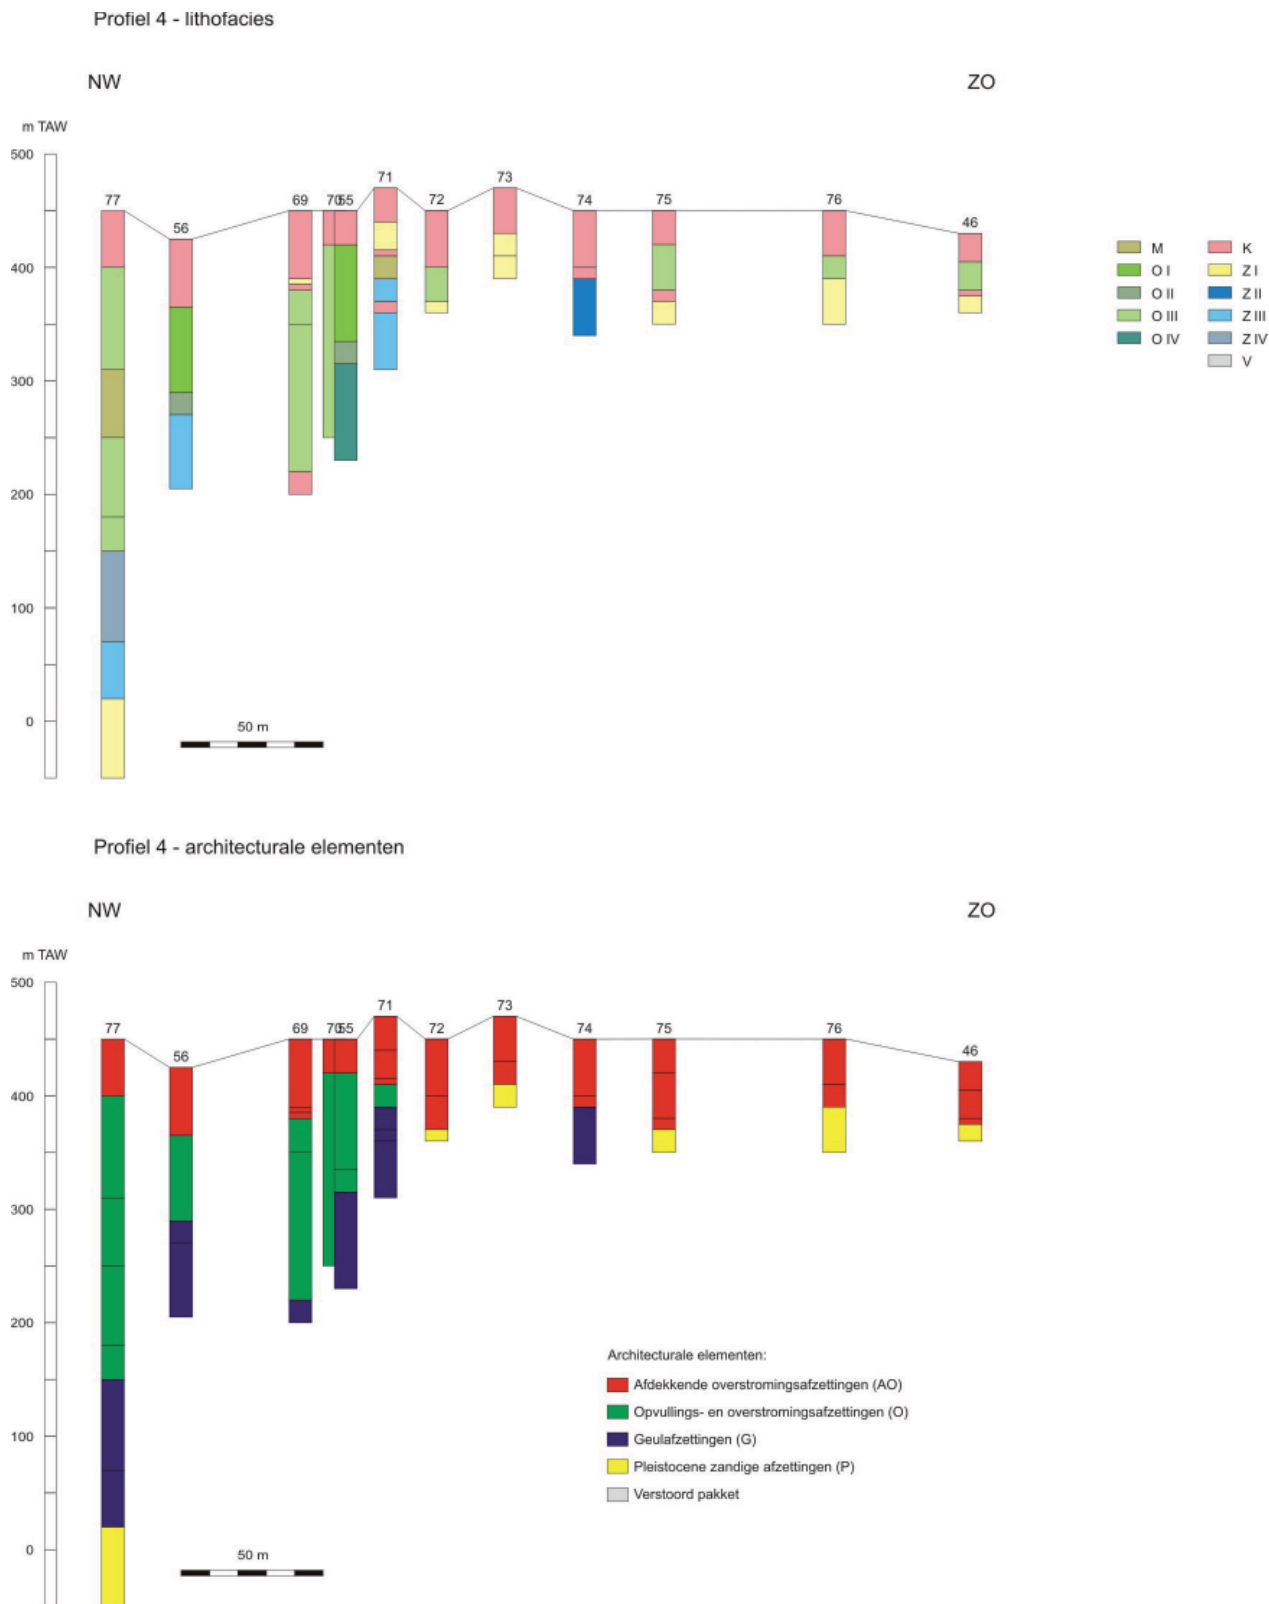 Profiel 4 - lithofacies
NW ZO
m TAW
500
400
300
200
100
0
77 56 69 70 55 71 72 73 74 75 76 46
M K
O I Z I
O II Z II
O III Z III
O IV Z IV
V
50 m
Profiel 4 - architecturale elementen
NW ZO
m TAW
500
400
300
200
100
0
77 56 69 70 55 71 72 73 74 75 76 46
Architecturale elementen:
Afdekkende overstromingsafzettingen (AO)
Opvullings- en overstromingsafzettingen (O)
Geulafzettingen (G)
Pleistocene zandige afzettingen (P)
Verstoord pakket
50 m